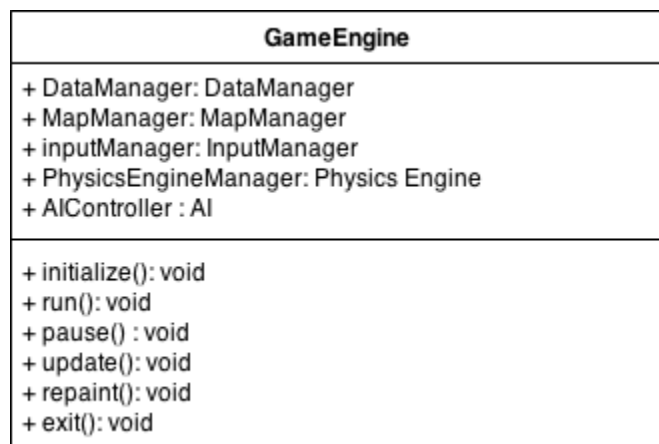 GameEngine
+ DataManager: DataManager
+ MapManager: MapManager
+ inputManager: InputManager
+ PhysicsEngineManager: Physics Engine
+ AIController : AI
+ initialize(): void
+ run(): void
+ pause() : void
+ update(): void
+ repaint(): void
+ exit(): void